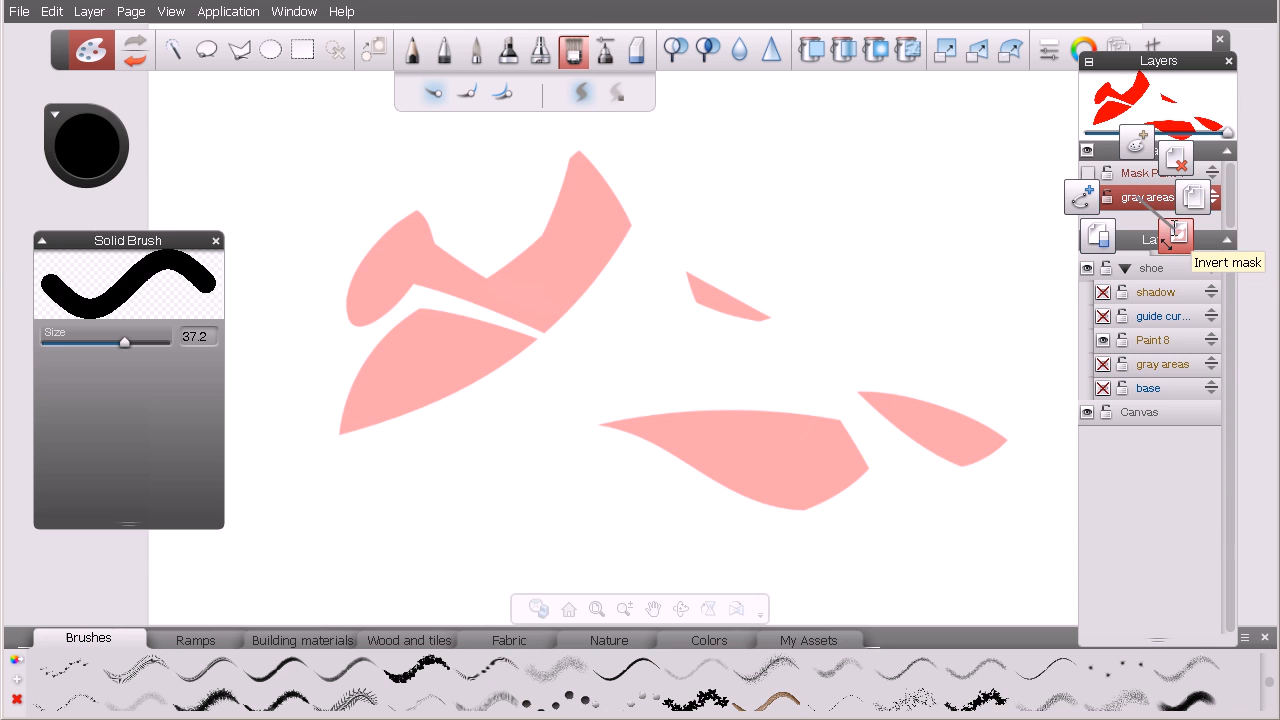 File Edit Layer Page View Application Window Help
Layers
Mask P
gray areas
La
Invert mask
shoe
shadow
guide cur...
Paint 8
gray areas
base
Canvas
Solid Brush
Size
37.2
Brushes Ramps Building materials Wood and tiles Fabric Nature Colors My Assets